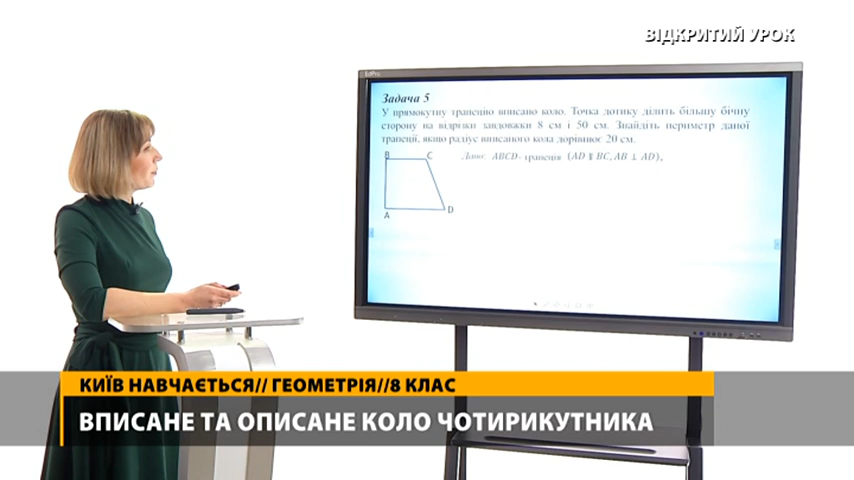 ВІДКРИТИЙ УРОК
EdPro
Задача 5
У прямокутну трапецію вписано коло. Точка дотику ділить більшу бічну
сторону на відрізки завдовжки 8 см і 50 см. Знайдіть периметр даної
трапеції, якщо радіус вписаного кола дорівнює 20 см.
B C Дано: ABCD- трапеція (AD ∥ BC, AB ⊥ AD),
A D
КИЇВ НАВЧАЄТЬСЯ// ГЕОМЕТРІЯ//8 КЛАС
ВПИСАНЕ ТА ОПИСАНЕ КОЛО ЧОТИРИКУТНИКА